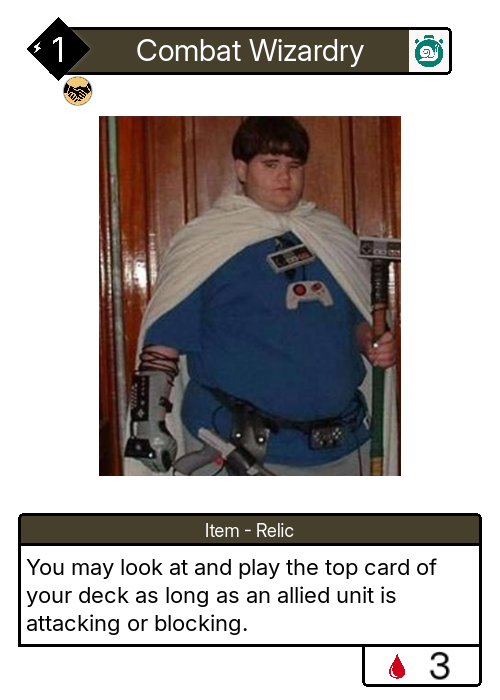 1
Combat Wizardry
Item - Relic
You may look at and play the top card of
your deck as long as an allied unit is
attacking or blocking.
3